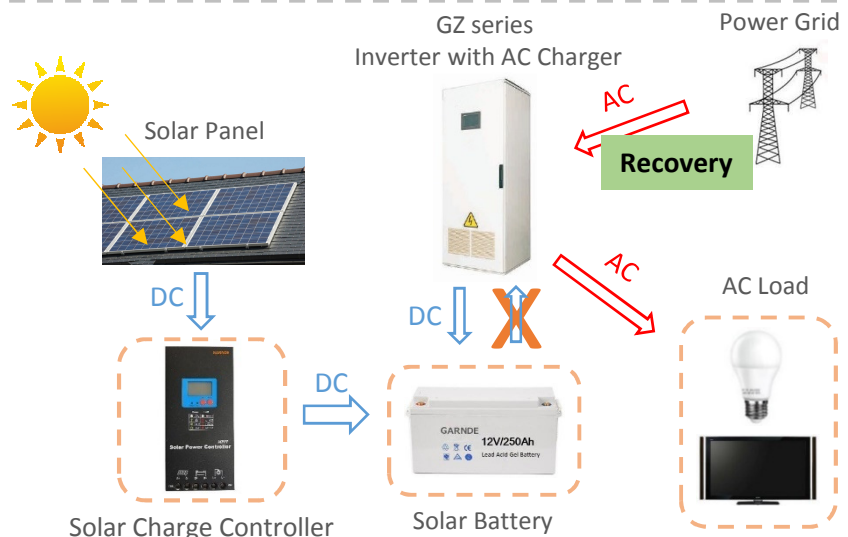 GZ series
Inverter with AC Charger
Power Grid
AC
Recovery
Solar Panel
DC
DC
AC
AC Load
DC
Solar Power Controller
GARNDE
12V/250Ah
Lead Acid Gel Battery
Solar Charge Controller
Solar Battery